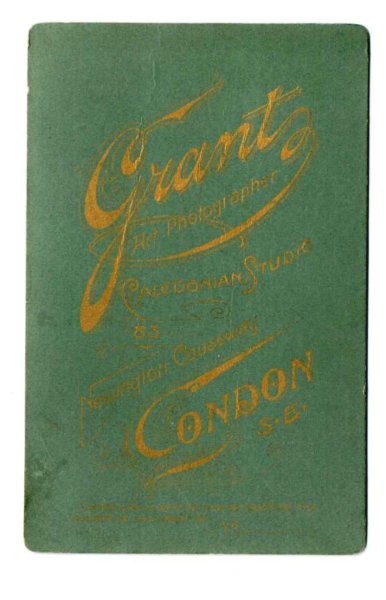 Grant
Art Photographer
Caledonian Studio
83
Newington Causeway
London
S.E.